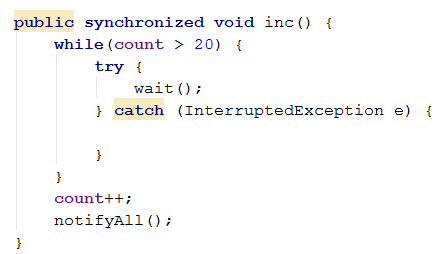 public synchronized void inc() {
    while(count > 20) {
        try {
            wait();
        } catch (InterruptedException e) {

        }
    }
    count++;
    notifyAll();
}